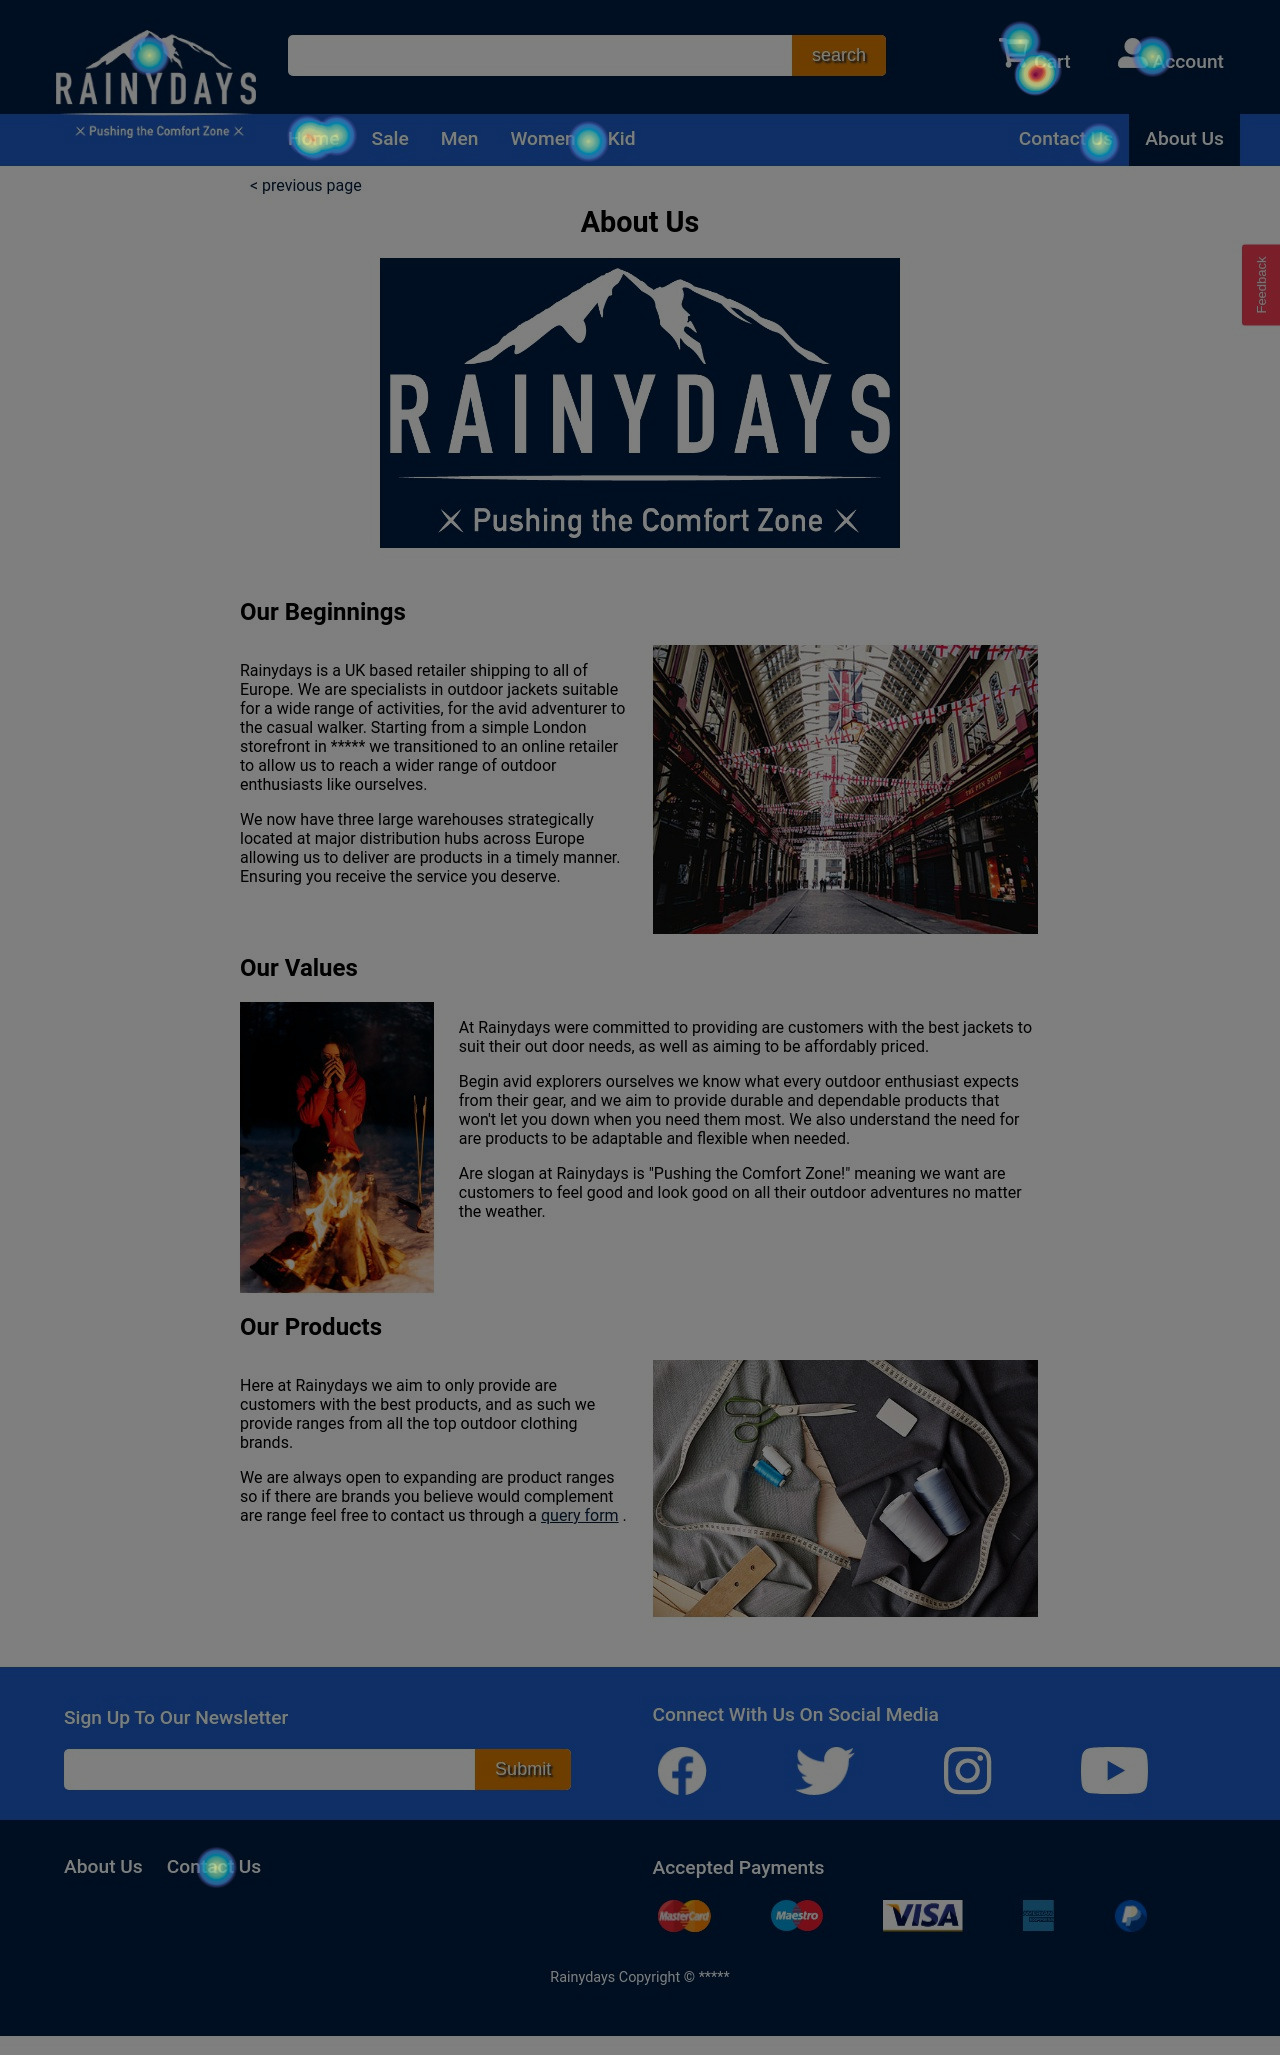 RAINYDAYS
Pushing the Comfort Zone
search
Cart
Account
Home
Sale
Men
Women
Kid
Contact Us
About Us
< previous page
About Us
Feedback
RAINYDAYS
Pushing the Comfort Zone
Our Beginnings
Rainydays is a UK based retailer shipping to all of
Europe. We are specialists in outdoor jackets suitable
for a wide range of activities, for the avid adventurer to
the casual walker. Starting from a simple London
storefront in ***** we transitioned to an online retailer
to allow us to reach a wider range of outdoor
enthusiasts like ourselves.
We now have three large warehouses strategically
located at major distribution hubs across Europe
allowing us to deliver are products in a timely manner.
Ensuring you receive the service you deserve.
THE PEN SHOP
Our Values
At Rainydays were committed to providing are customers with the best jackets to
suit their out door needs, as well as aiming to be affordably priced.
Begin avid explorers ourselves we know what every outdoor enthusiast expects
from their gear, and we aim to provide durable and dependable products that
won't let you down when you need them most. We also understand the need for
are products to be adaptable and flexible when needed.
Are slogan at Rainydays is "Pushing the Comfort Zone!" meaning we want are
customers to feel good and look good on all their outdoor adventures no matter
the weather.
Our Products
Here at Rainydays we aim to only provide are
customers with the best products, and as such we
provide ranges from all the top outdoor clothing
brands.
We are always open to expanding are product ranges
so if there are brands you believe would complement
are range feel free to contact us through a query form .
Sign Up To Our Newsletter
Submit
Connect With Us On Social Media
About Us
Contact Us
Accepted Payments
MasterCard
Maestro
VISA
Rainydays Copyright © *****